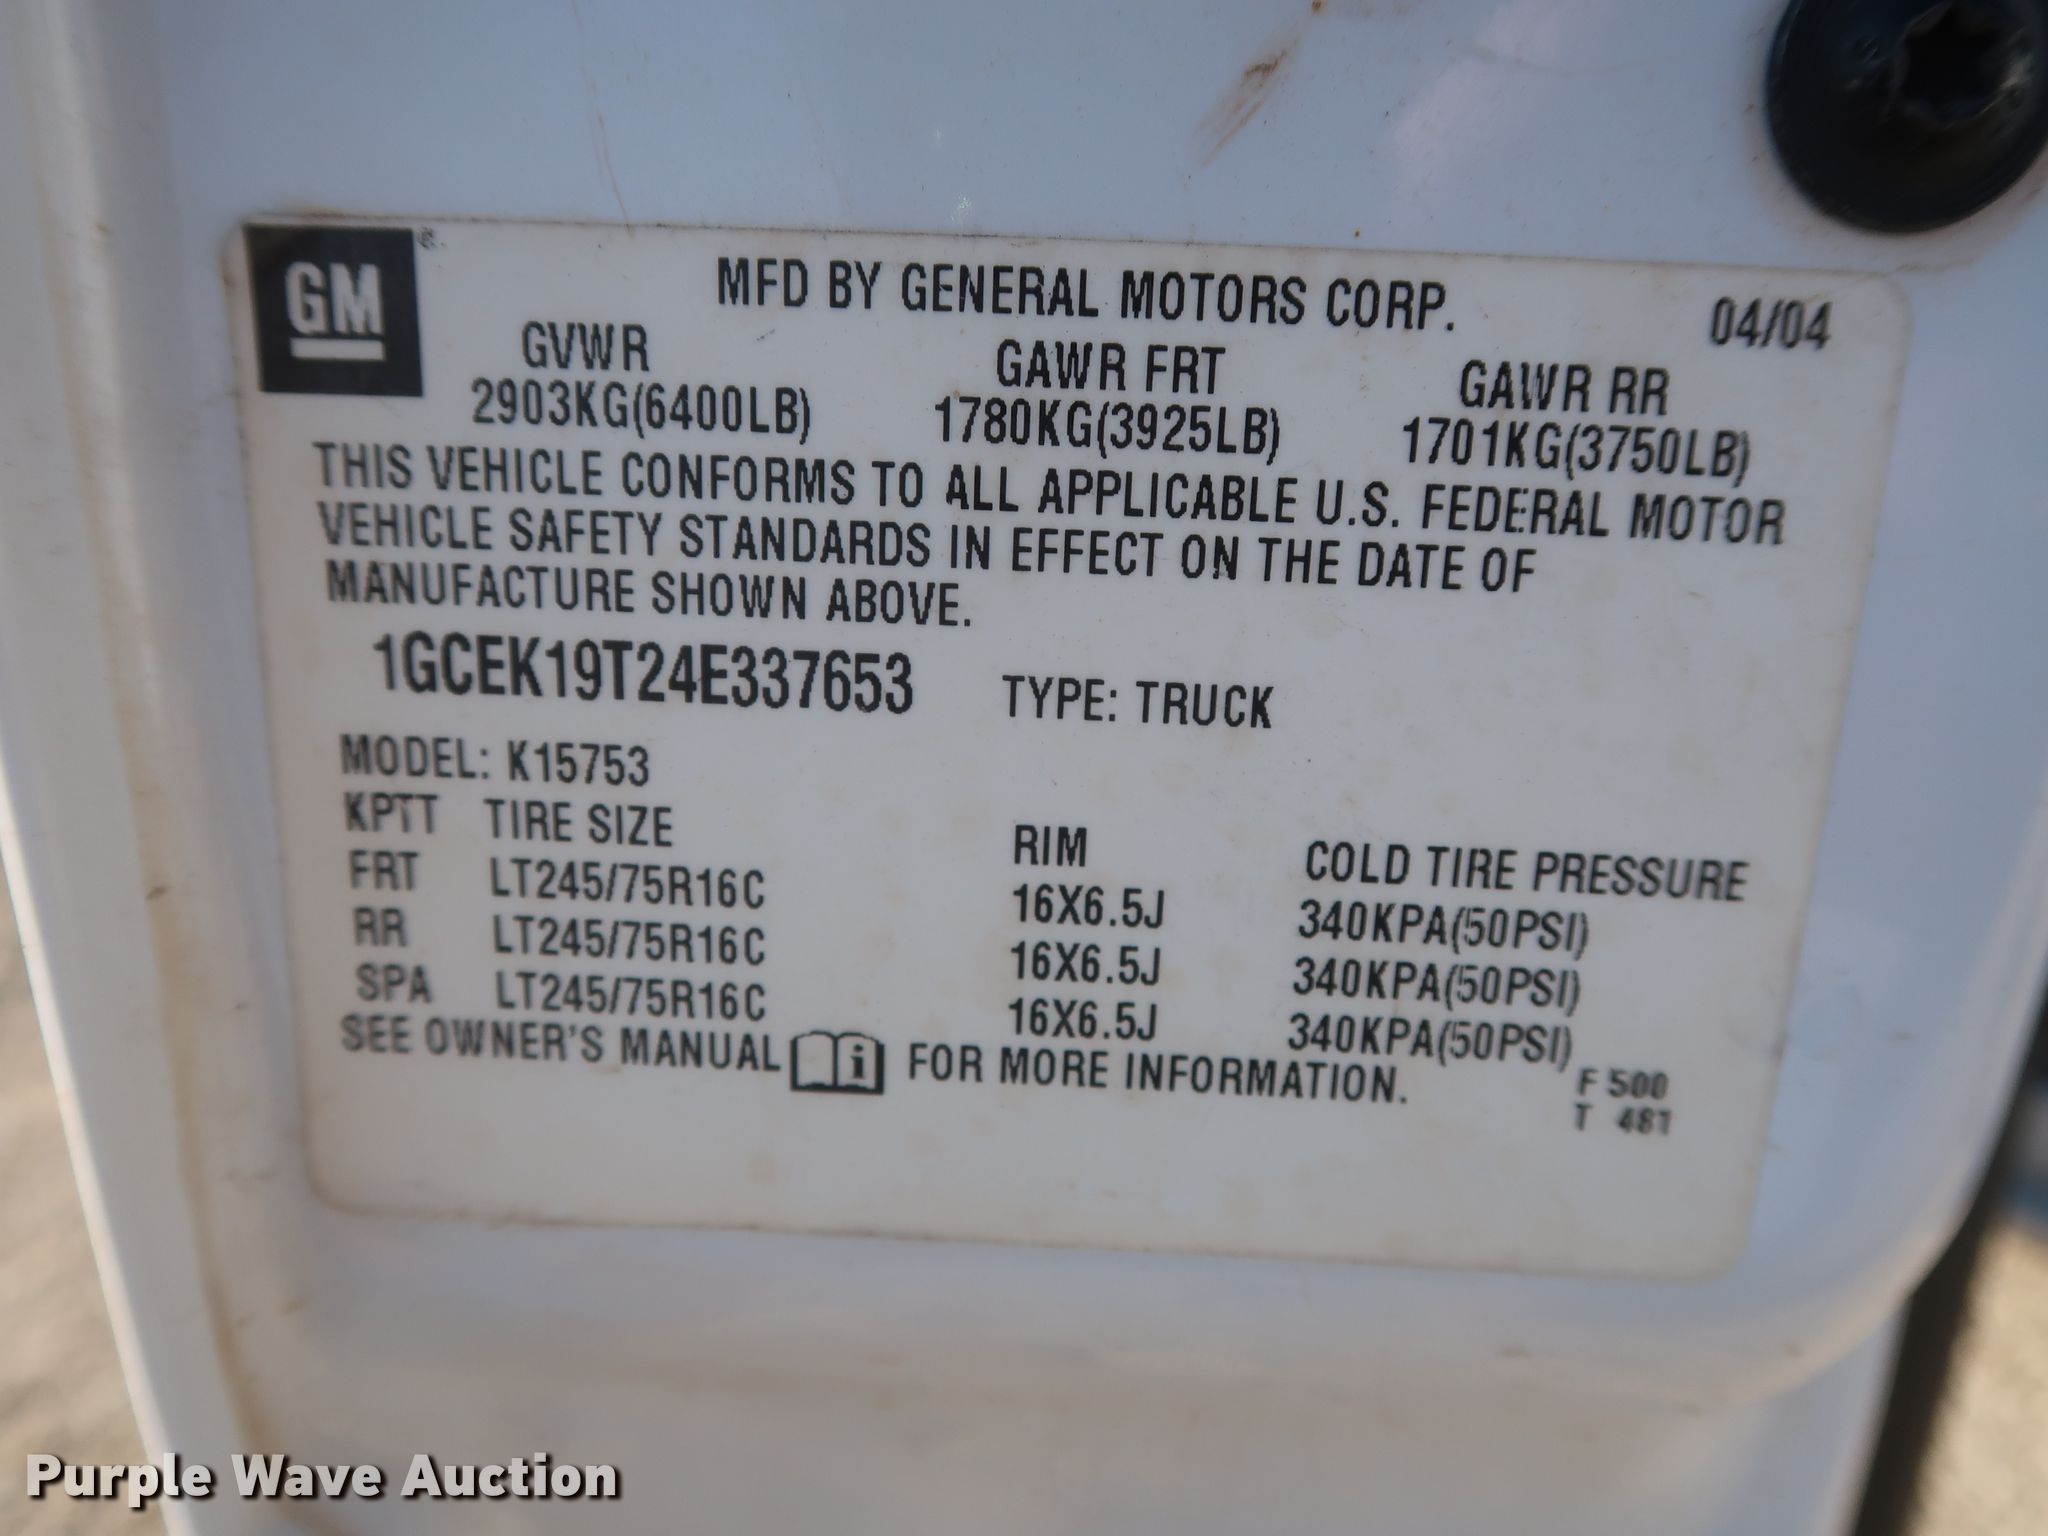 GM
MFD BY GENERAL MOTORS CORP. 04/04
GVWR GAWR FRT GAWR RR
2903KG(6400LB) 1780KG(3925LB) 1701KG(3750LB)
THIS VEHICLE CONFORMS TO ALL APPLICABLE U.S. FEDERAL MOTOR
VEHICLE SAFETY STANDARDS IN EFFECT ON THE DATE OF
MANUFACTURE SHOWN ABOVE.
1GCEK19T24E337653 TYPE: TRUCK
MODEL: K15753
KPTT TIRE SIZE RIM COLD TIRE PRESSURE
FRT LT245/75R16C 16X6.5J 340KPA(50PSI)
RR LT245/75R16C 16X6.5J 340KPA(50PSI)
SPA LT245/75R16C 16X6.5J 340KPA(50PSI)
SEE OWNER'S MANUAL i FOR MORE INFORMATION.
F 500
T 481
Purple Wave Auction